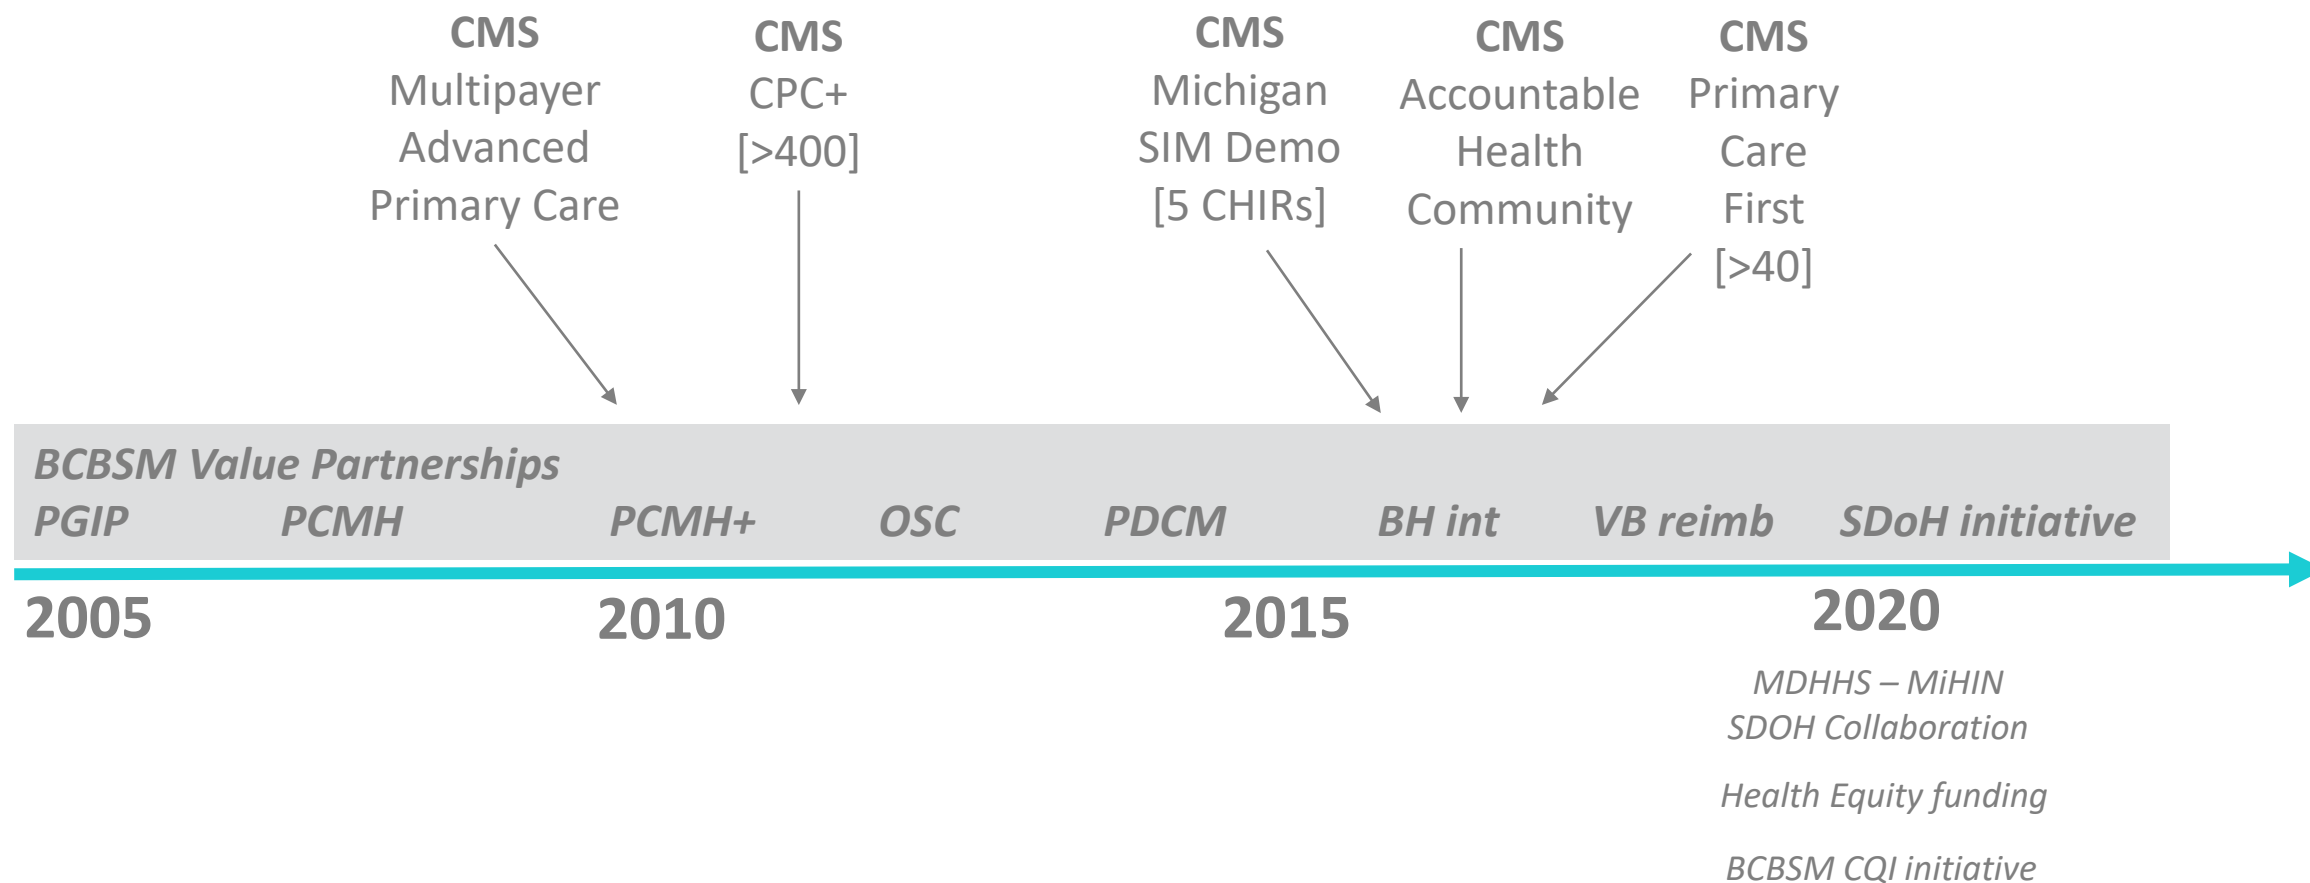 CMS
Multipayer
Advanced
Primary Care
CMS
CPC+
[>400]
CMS
Michigan
SIM Demo
[5 CHIRs]
CMS
Accountable
Health
Community
CMS
Primary
Care
First
[>40]
BCBSM Value Partnerships
PGIP PCMH PCMH+ OSC PDCM BH int VB reimb SDoH initiative
2005 2010 2015 2020
MDHHS – MiHIN
SDOH Collaboration
Health Equity funding
BCBSM CQI initiative